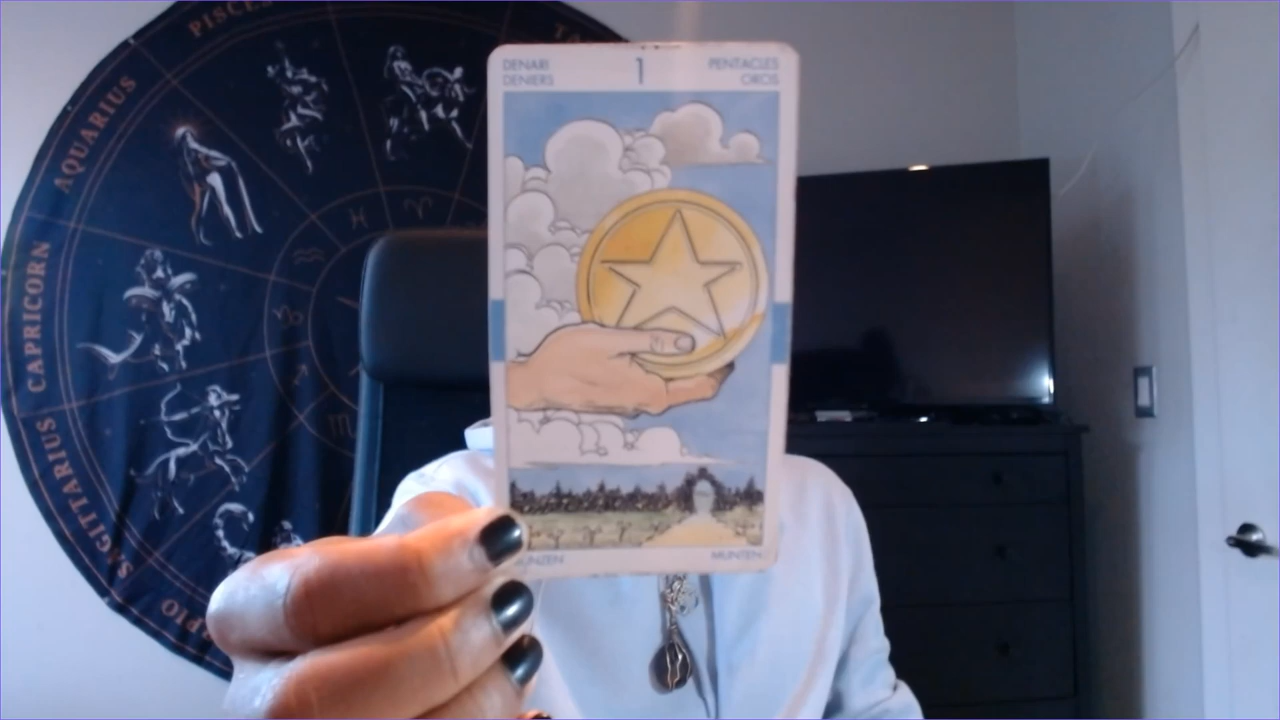 PISCES
AQUARIUS
CAPRICORN
SAGITTARIUS
DENARI
DENIERS
1
PENTACLES
OROS
MUNTEN